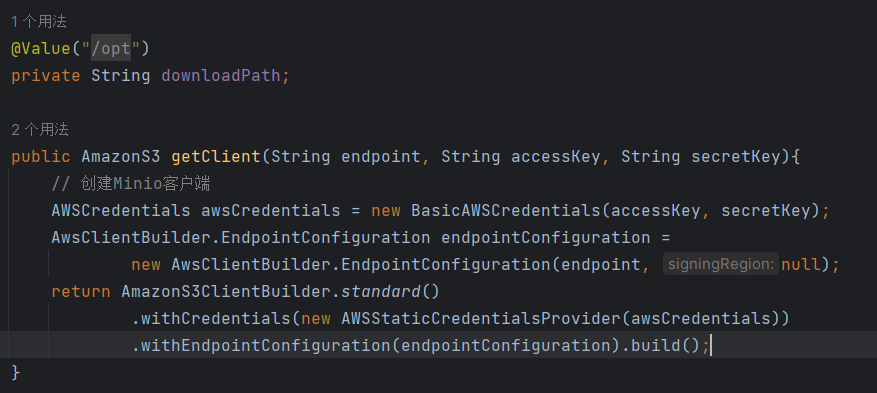 1 个用法
@Value("/opt")
private String downloadPath;
2 个用法
public AmazonS3 getClient(String endpoint, String accessKey, String secretKey){
// 创建Minio客户端
AWSCredentials awsCredentials = new BasicAWSCredentials(accessKey, secretKey);
AwsClientBuilder.EndpointConfiguration endpointConfiguration =
new AwsClientBuilder.EndpointConfiguration(endpoint, signingRegion: null);
return AmazonS3ClientBuilder.standard()
.withCredentials(new AWSStaticCredentialsProvider(awsCredentials))
.withEndpointConfiguration(endpointConfiguration).build();
}